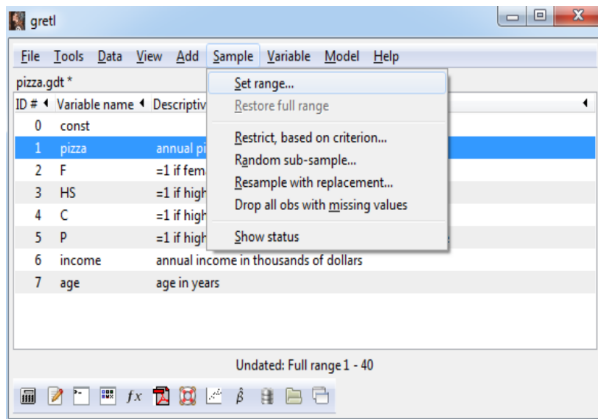 gretl
File Tools Data View Add Sample Variable Model Help
pizza.gdt *
ID # Variable name Descriptiv
0 const
1 pizza annual pi
2 F =1 if fem
3 HS =1 if high
4 C =1 if high
5 P =1 if high
6 income annual income in thousands of dollars
7 age age in years
Set range...
Restore full range
Restrict, based on criterion...
Random sub-sample...
Resample with replacement...
Drop all obs with missing values
Show status
Undated: Full range 1 - 40
fx β̂